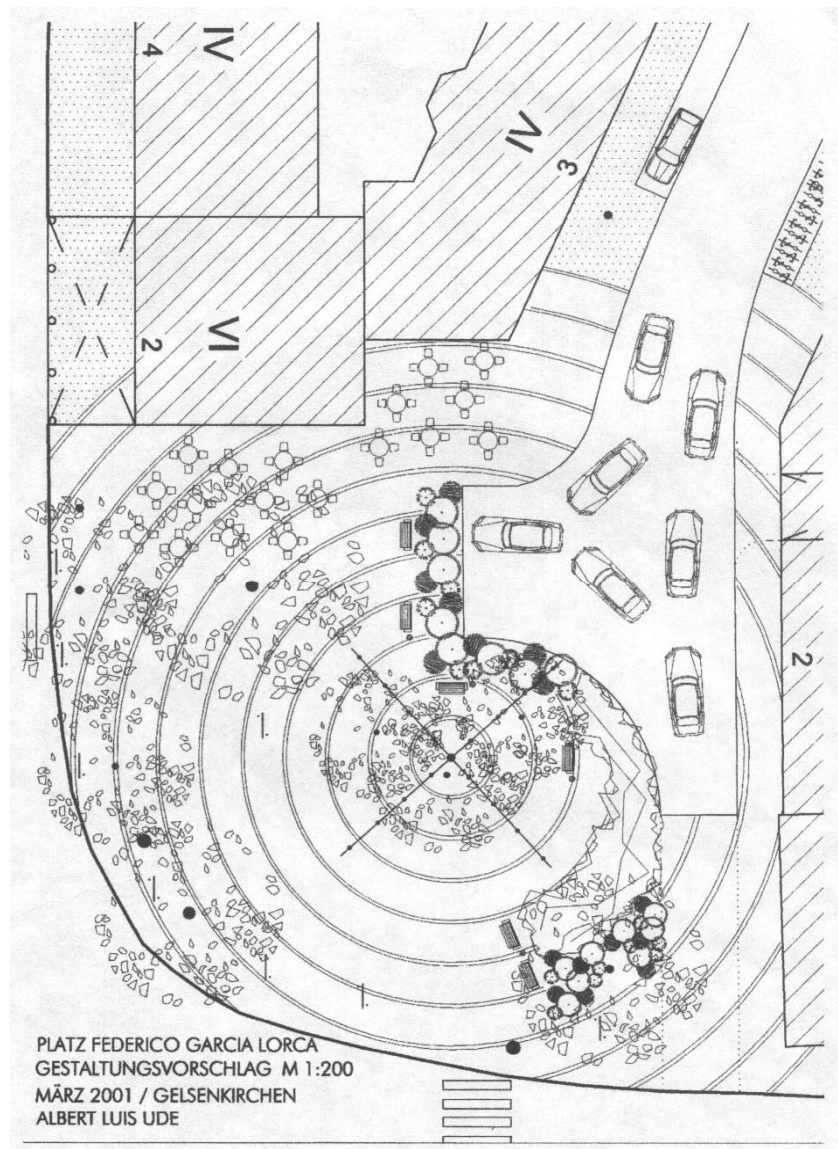 IV
4
IV
3
VI
2
2
PLATZ FEDERICO GARCIA LORCA
GESTALTUNGSVORSCHLAG M 1:200
MÄRZ 2001 / GELSENKIRCHEN
ALBERT LUIS UDE